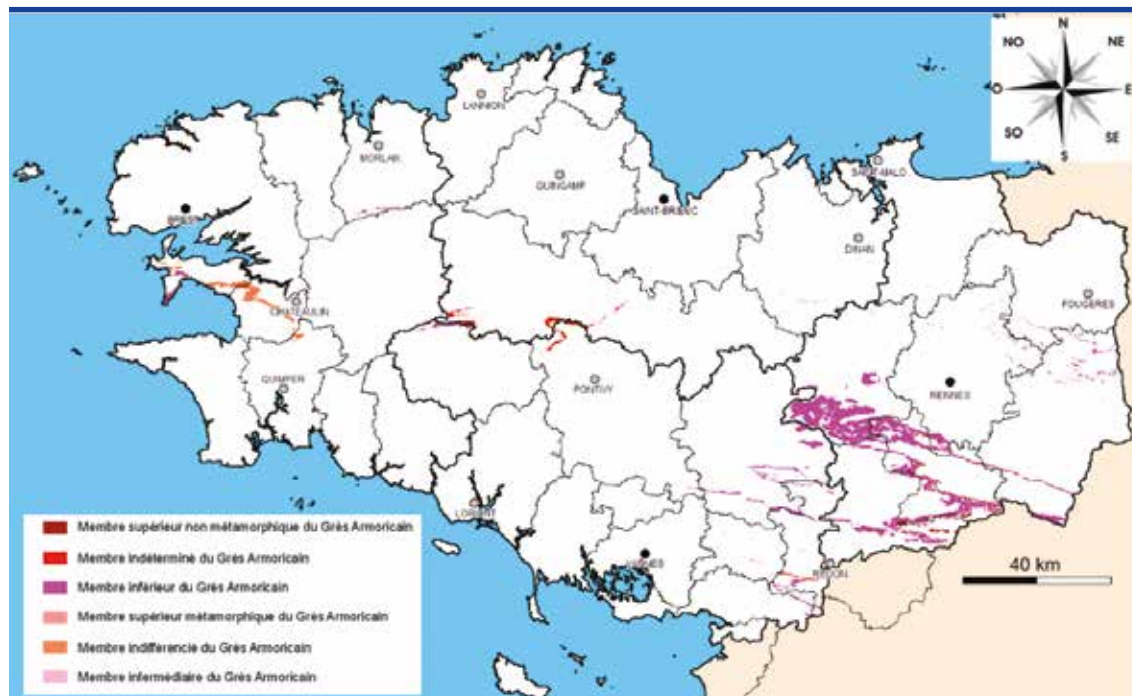 N
NO
NE
O
E
SO
SE
S
LANNION
MORLAIX
GUINGAMP
SAINT-MALO
BREST
SAINT-BRIEUC
DINAN
FOUGERES
CHATEAULIN
QUIMPER
PONTIVY
RENNES
LORIENT
VANNES
REDON
40 km
Membre supérieur non métamorphique du Grès Armoricain
Membre indéterminé du Grès Armoricain
Membre inférieur du Grès Armoricain
Membre supérieur métamorphique du Grès Armoricain
Membre indifférencié du Grès Armoricain
Membre intermédiaire du Grès Armoricain